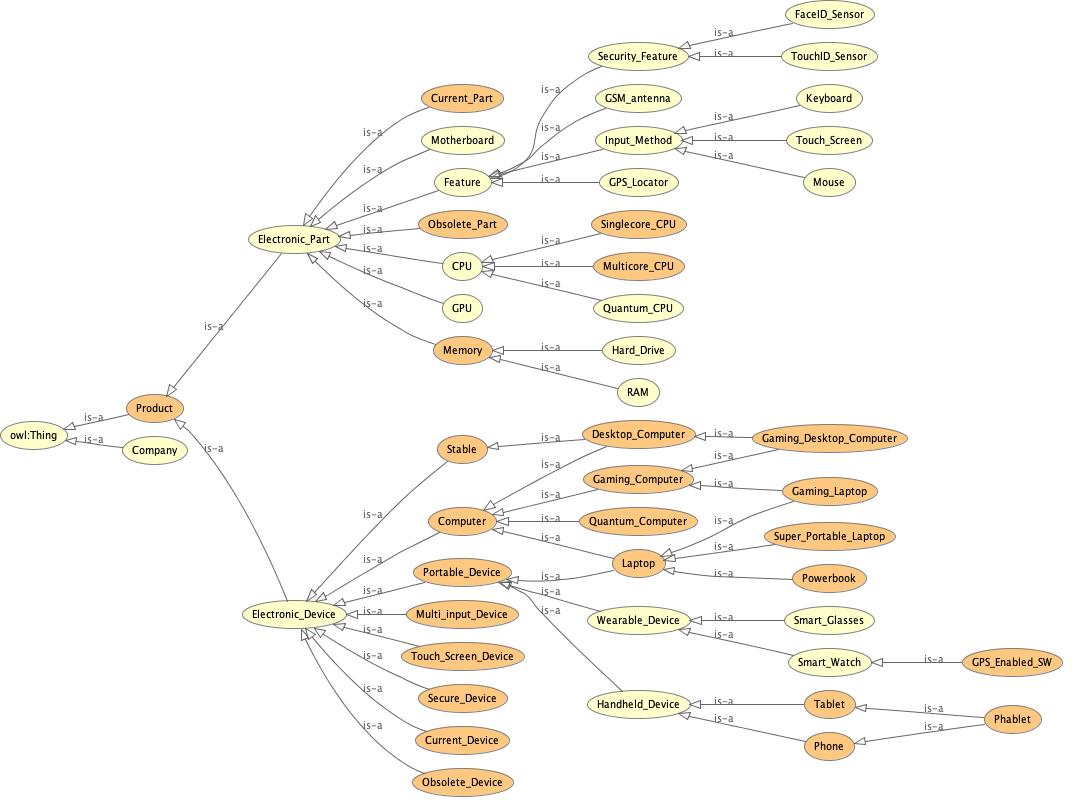 FaceID_Sensor
is-a
Security_Feature
is-a
TouchID_Sensor
is-a
Current_Part
GSM_antenna
Keyboard
is-a
is-a
is-a
Motherboard
Input_Method
is-a
Touch_Screen
is-a
is-a
is-a
Feature
is-a
GPS_Locator
Mouse
is-a
Obsolete_Part
Singlecore_CPU
is-a
Electronic_Part
is-a
is-a
CPU
is-a
Multicore_CPU
is-a
is-a
GPU
Quantum_CPU
is-a
is-a
Memory
is-a
Hard_Drive
is-a
RAM
Product
is-a
is-a
owl:Thing
is-a
Company
is-a
Stable
is-a
Desktop_Computer
is-a
Gaming_Desktop_Computer
is-a
is-a
Gaming_Computer
is-a
Gaming_Laptop
is-a
is-a
Computer
is-a
Quantum_Computer
is-a
is-a
Super_Portable_Laptop
is-a
is-a
Laptop
is-a
Portable_Device
is-a
is-a
Powerbook
is-a
is-a
Electronic_Device
is-a
Multi_input_Device
is-a
Wearable_Device
is-a
Smart_Glasses
is-a
Touch_Screen_Device
is-a
is-a
Smart_Watch
is-a
GPS_Enabled_SW
Secure_Device
is-a
Handheld_Device
is-a
Tablet
is-a
Phablet
is-a
is-a
Current_Device
Phone
is-a
Obsolete_Device